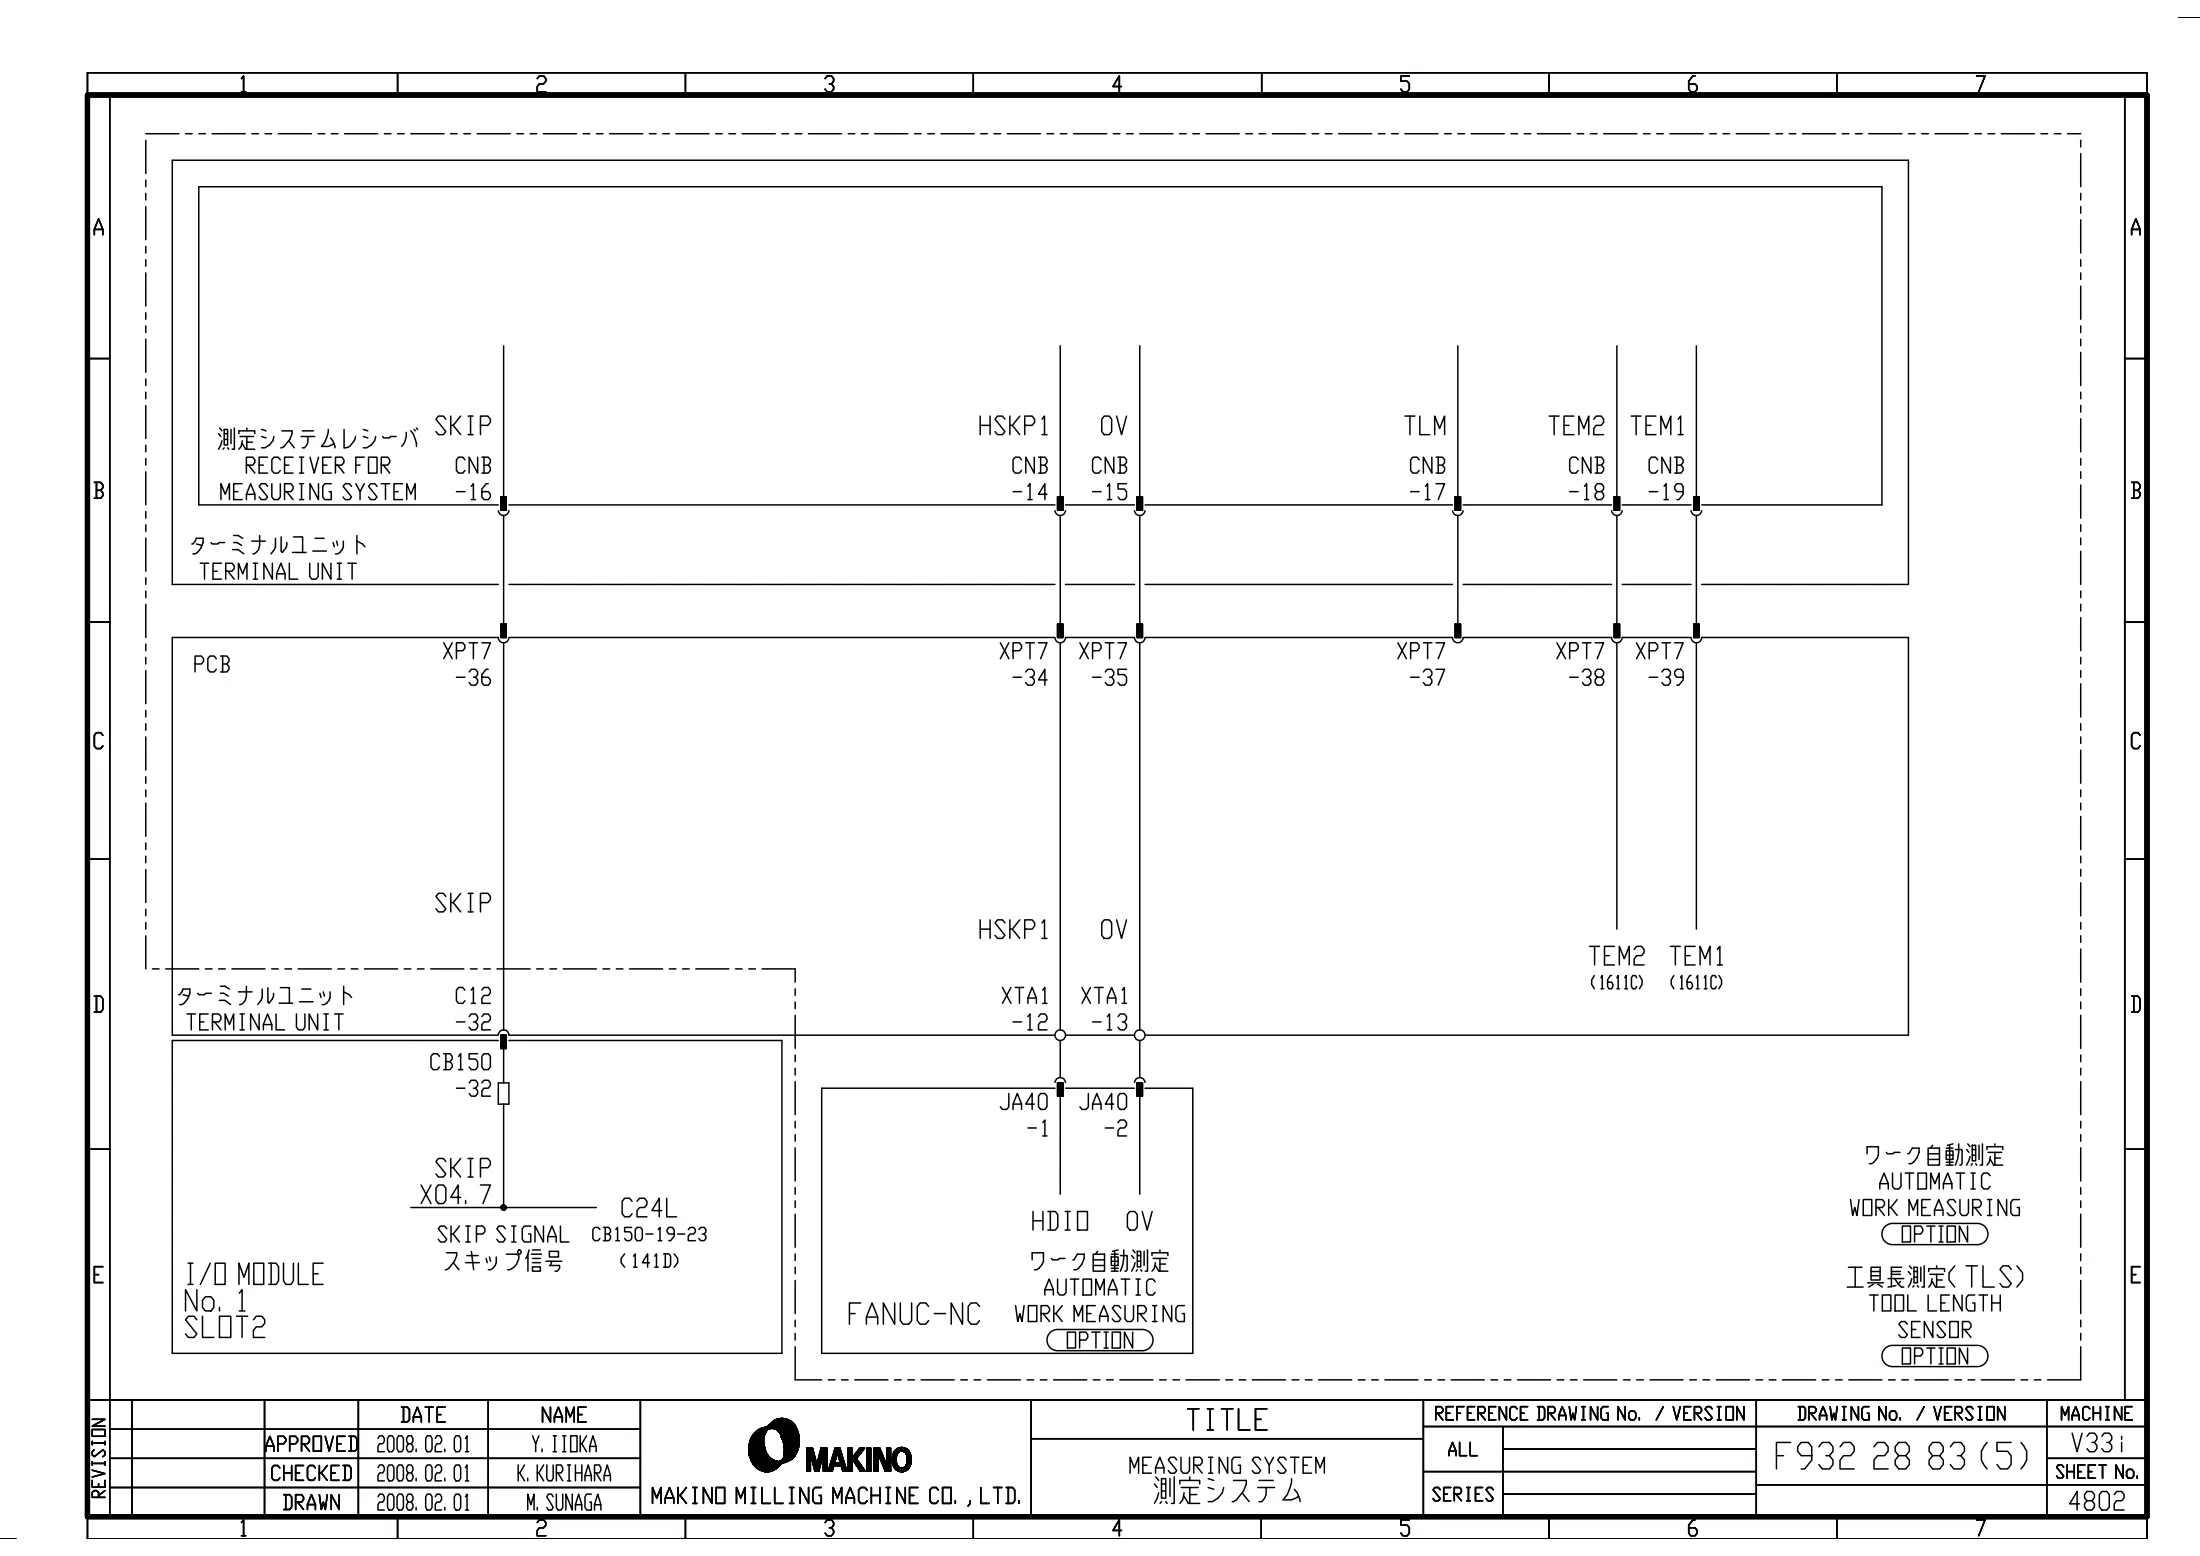 1 2 3 4 5 6 7
A A
SKIP HSKP1 0V TLM TEM2 TEM1
測定システムレシーバ
RECEIVER FOR CNB CNB CNB CNB CNB CNB
MEASURING SYSTEM -16 -14 -15 -17 -18 -19
B B
ターミナルユニット
TERMINAL UNIT
PCB
XPT7 XPT7 XPT7 XPT7 XPT7 XPT7
-36 -34 -35 -37 -38 -39
C C
SKIP
HSKP1 0V
TEM2 TEM1
(1611C) (1611C)
ターミナルユニット C12 XTA1 XTA1
TERMINAL UNIT -32 -12 -13
D D
CB150
-32
JA40 JA40
-1 -2
SKIP
X04.7
C24L
SKIP SIGNAL CB150-19-23
スキップ信号 (141D)
I/O MODULE
No. 1
SLOT2
HDI0 0V
ワーク自動測定
AUTOMATIC
FANUC-NC WORK MEASURING
OPTION
ワーク自動測定
AUTOMATIC
WORK MEASURING
OPTION
工具長測定(TLS)
TOOL LENGTH
SENSOR
OPTION
E E
REVISION
DATE NAME
APPROVED 2008.02.01 Y. IIOKA
CHECKED 2008.02.01 K. KURIHARA
DRAWN 2008.02.01 M. SUNAGA
MAKINO
MAKINO MILLING MACHINE CO.,LTD.
TITLE
MEASURING SYSTEM
測定システム
REFERENCE DRAWING No. / VERSION
ALL
SERIES
DRAWING No. / VERSION
F932 28 83(5)
MACHINE
V33i
SHEET No.
4802
1 2 3 4 5 6 7